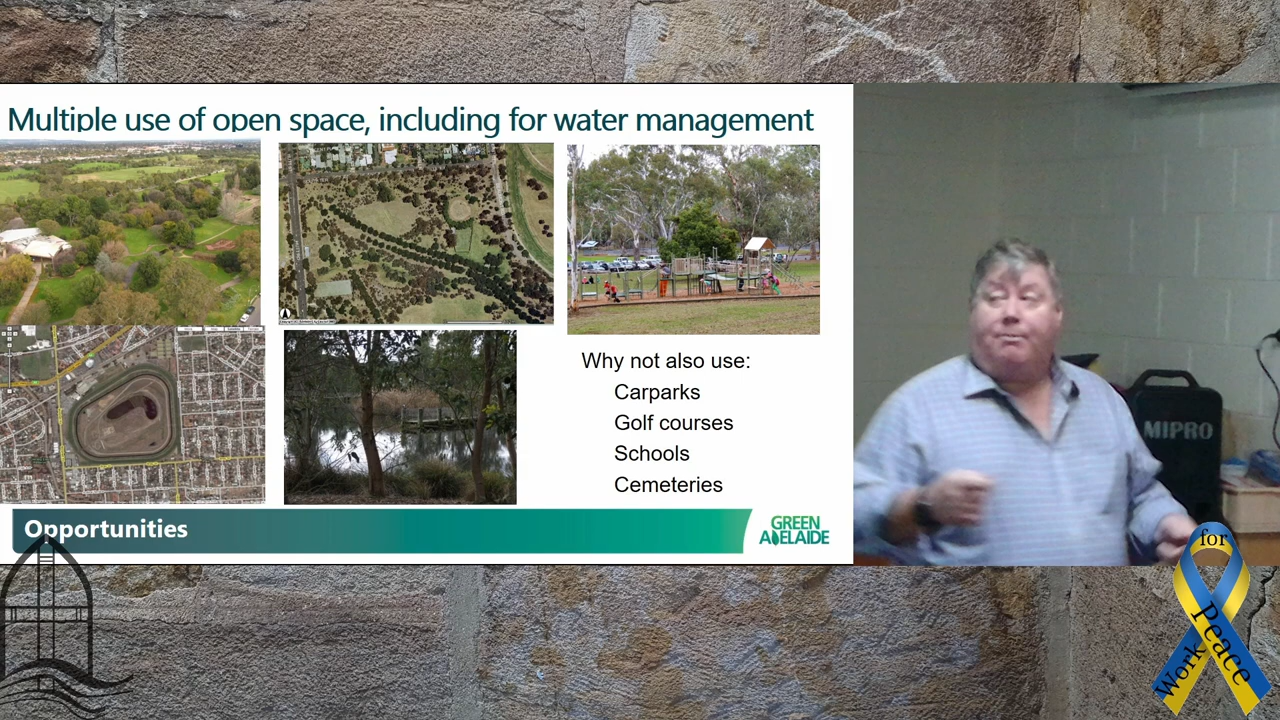 Multiple use of open space, including for water management
Why not also use:
Carparks
Golf courses
Schools
Cemeteries
Opportunities
GREEN
ADELAIDE
MIPRO
for
Peace
Work